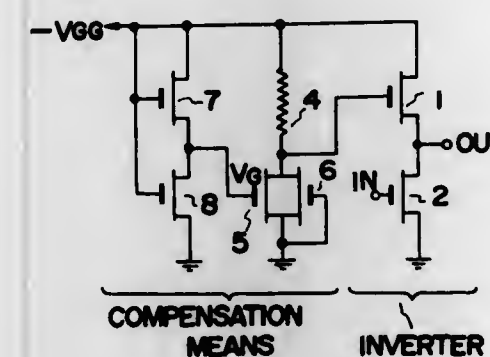 -VGG
7
4
1
OU
VG
6
IN
2
8
5
COMPENSATION
MEANS
INVERTER